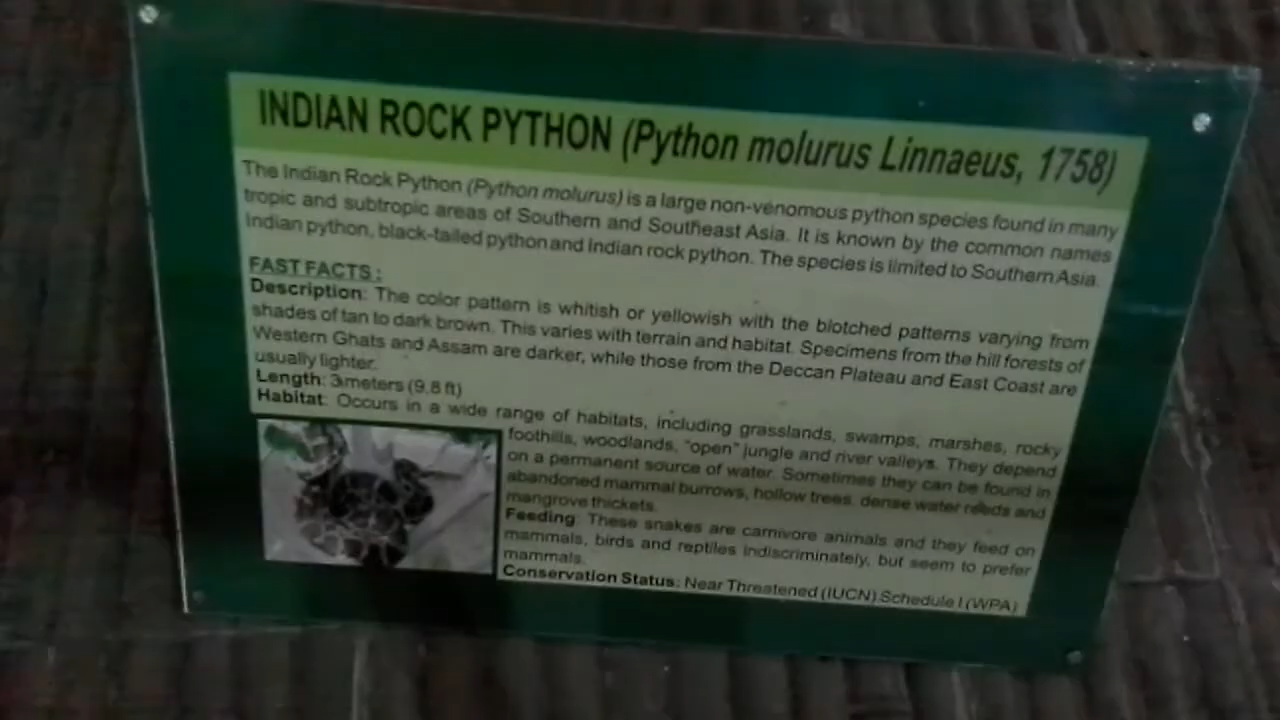 INDIAN ROCK PYTHON (Python molurus Linnaeus, 1758)
The Indian Rock Python (Python molurus) is a large non-venomous python species found in many
tropic and subtropic areas of Southern and Southeast Asia. It is known by the common names
Indian python, black-tailed python and Indian rock python. The species is limited to Southern Asia.
FAST FACTS :
Description: The color pattern is whitish or yellowish with the blotched patterns varying from
shades of tan to dark brown. This varies with terrain and habitat. Specimens from the hill forests of
Western Ghats and Assam are darker, while those from the Deccan Plateau and East Coast are
usually lighter.
Length: 3 meters (9.8 ft)
Habitat: Occurs in a wide range of habitats, including grasslands, swamps, marshes, rocky
foothills, woodlands, "open" jungle and river valleys. They depend
on a permanent source of water. Sometimes they can be found in
abandoned mammal burrows, hollow trees, dense water reeds and
mangrove thickets.
Feeding: These snakes are carnivore animals and they feed on
mammals, birds and reptiles indiscriminately, but seem to prefer
mammals.
Conservation Status: Near Threatened (IUCN) Schedule I (WPA)